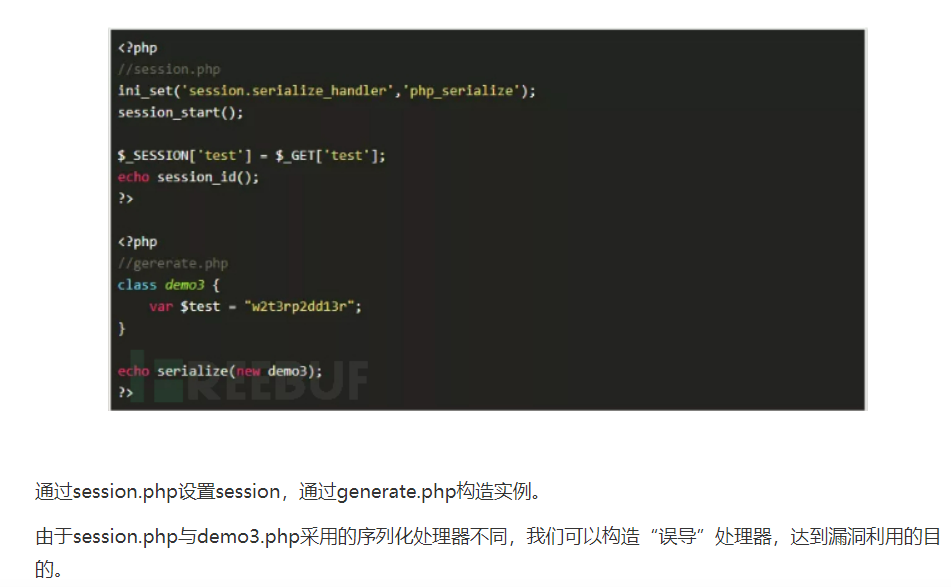 <?php
//session.php
ini_set('session.serialize_handler','php_serialize');
session_start();
$_SESSION['test'] = $_GET['test'];
echo session_id();
?>
<?php
//gererate.php
class demo3 {
var $test = "w2t3rp2dd13r";
}
echo serialize(new demo3);
?>
REEBUF
通过session.php设置session，通过generate.php构造实例。
由于session.php与demo3.php采用的序列化处理器不同，我们可以构造“误导”处理器，达到漏洞利用的目
的。